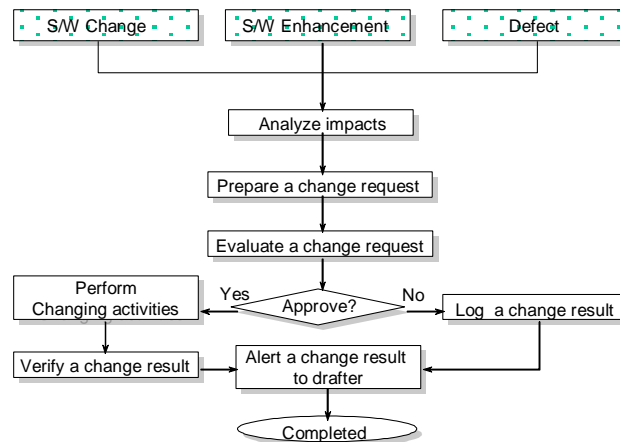 S/W Change
S/W Enhancement
Defect
Analyze impacts
Prepare a change request
Evaluate a change request
Perform
Changing activities
Yes
Approve?
No
Log a change result
Verify a change result
Alert a change result
to drafter
Completed